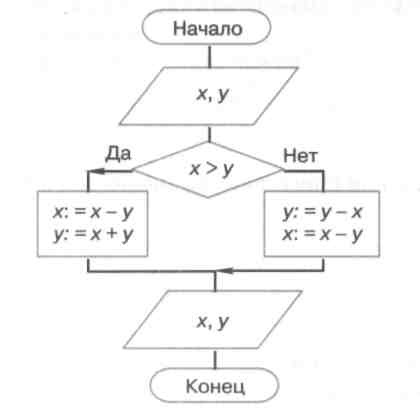 Начало
x, y
Да
x > y
Нет
x: = x – y
y: = x + y
y: = y – x
x: = x – y
x, y
Конец